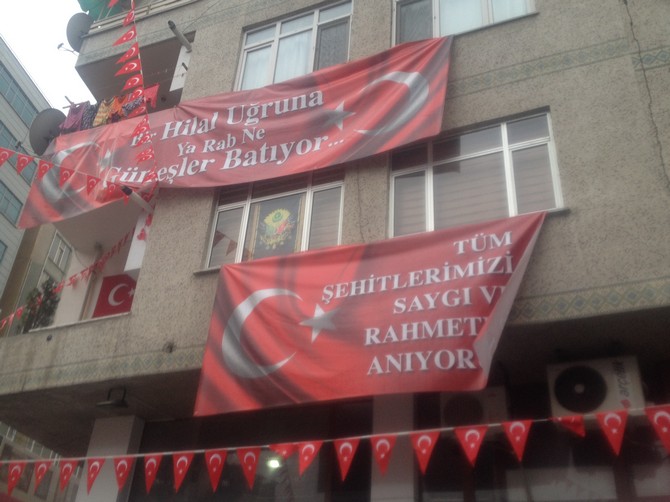 Bir Hilal Uğruna
Ya Rab Ne
Güneşler Batıyor...
TÜM
ŞEHİTLERİMİZİ
SAYGI VE
RAHMETLE
ANIYORUZ